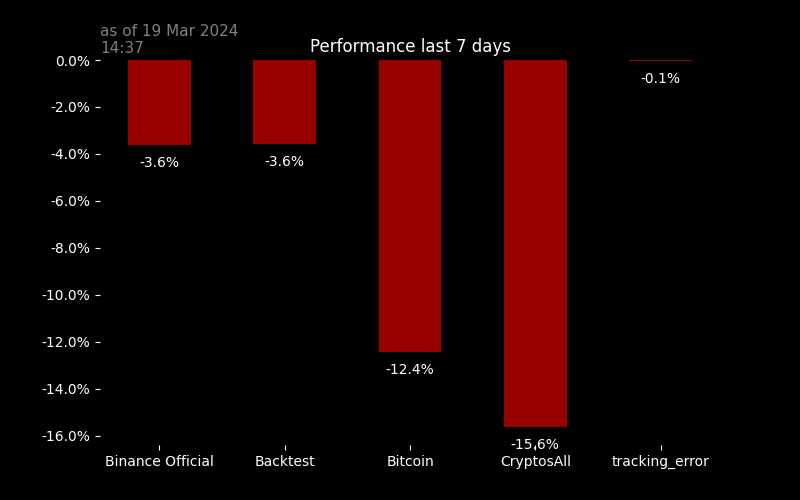 as of 19 Mar 2024
14:37
Performance last 7 days
0.0%
-2.0%
-4.0%
-6.0%
-8.0%
-10.0%
-12.0%
-14.0%
-16.0%
-3.6%
-3.6%
-12.4%
-15.6%
-0.1%
Binance Official
Backtest
Bitcoin
CryptosAll
tracking_error